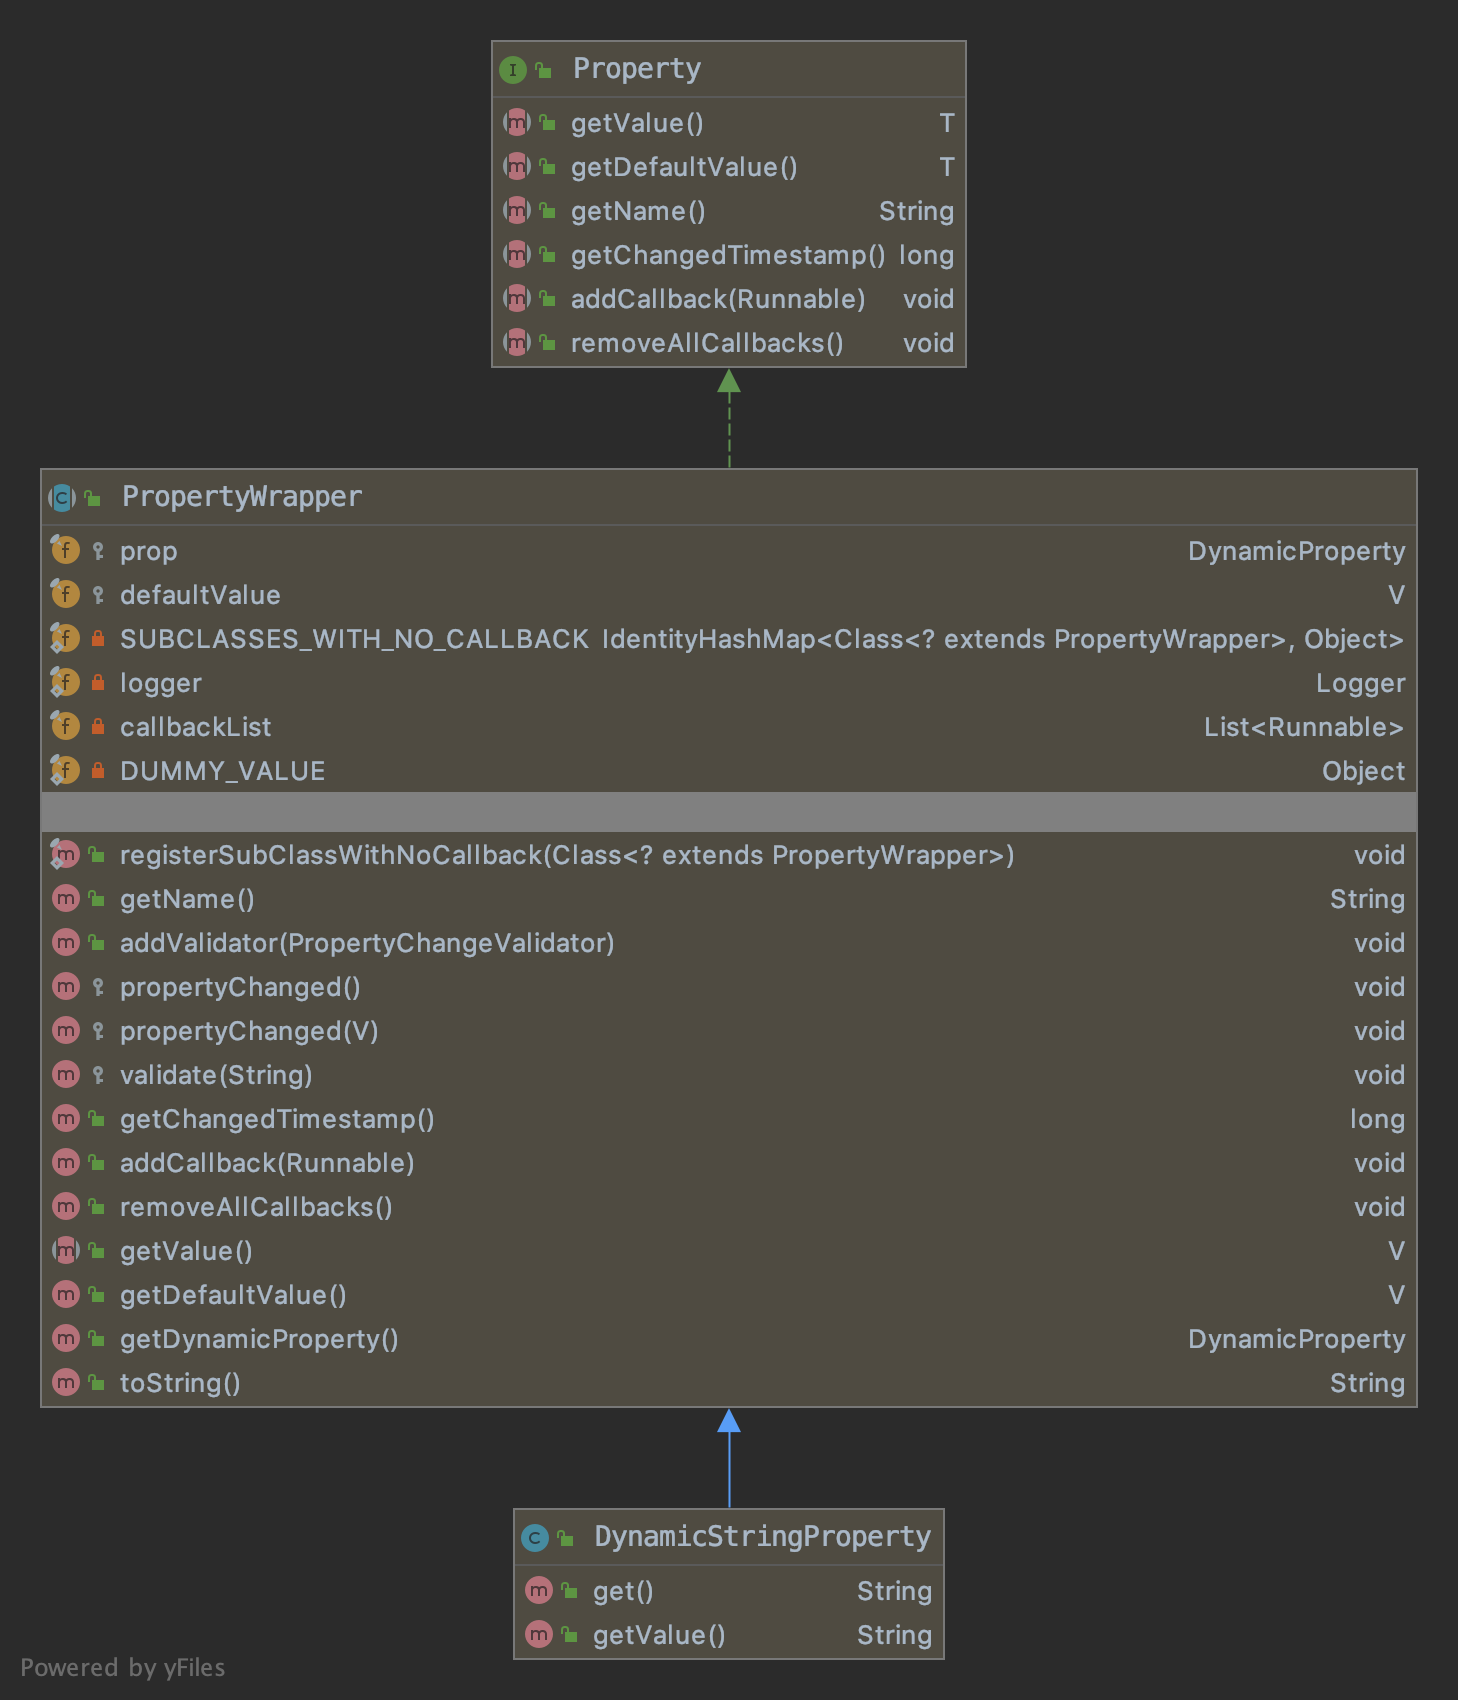 Property
getValue() T
getDefaultValue() T
getName() String
getChangedTimestamp() long
addCallback(Runnable) void
removeAllCallbacks() void
PropertyWrapper
prop DynamicProperty
defaultValue V
SUBCLASSES_WITH_NO_CALLBACK IdentityHashMap<Class<? extends PropertyWrapper>, Object>
logger Logger
callbackList List<Runnable>
DUMMY_VALUE Object
registerSubClassWithNoCallback(Class<? extends PropertyWrapper>) void
getName() String
addValidator(PropertyChangeValidator) void
propertyChanged() void
propertyChanged(V) void
validate(String) void
getChangedTimestamp() long
addCallback(Runnable) void
removeAllCallbacks() void
getValue() V
getDefaultValue() V
getDynamicProperty() DynamicProperty
toString() String
DynamicStringProperty
get() String
getValue() String
Powered by yFiles